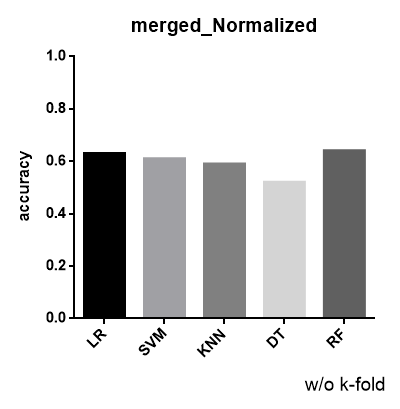 merged_Normalized
1.0
0.8
0.6
0.4
0.2
0.0
accuracy
LR
SVM
KNN
DT
RF
w/o k-fold